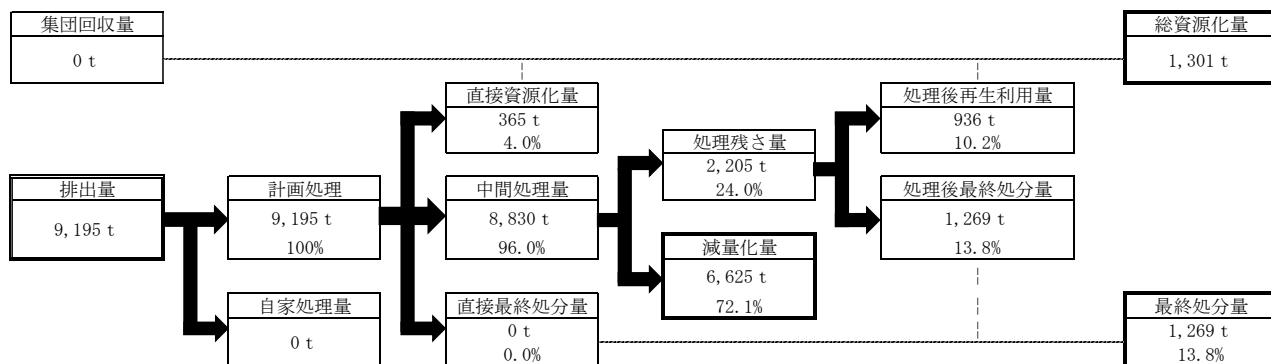 集団回収量
0 t
総資源化量
1,301 t
直接資源化量
365 t
4.0%
処理後再生利用量
936 t
10.2%
処理残さ量
2,205 t
24.0%
排出量
9,195 t
計画処理
9,195 t
100%
中間処理量
8,830 t
96.0%
処理後最終処分量
1,269 t
13.8%
減量化量
6,625 t
72.1%
自家処理量
0 t
直接最終処分量
0 t
0.0%
最終処分量
1,269 t
13.8%